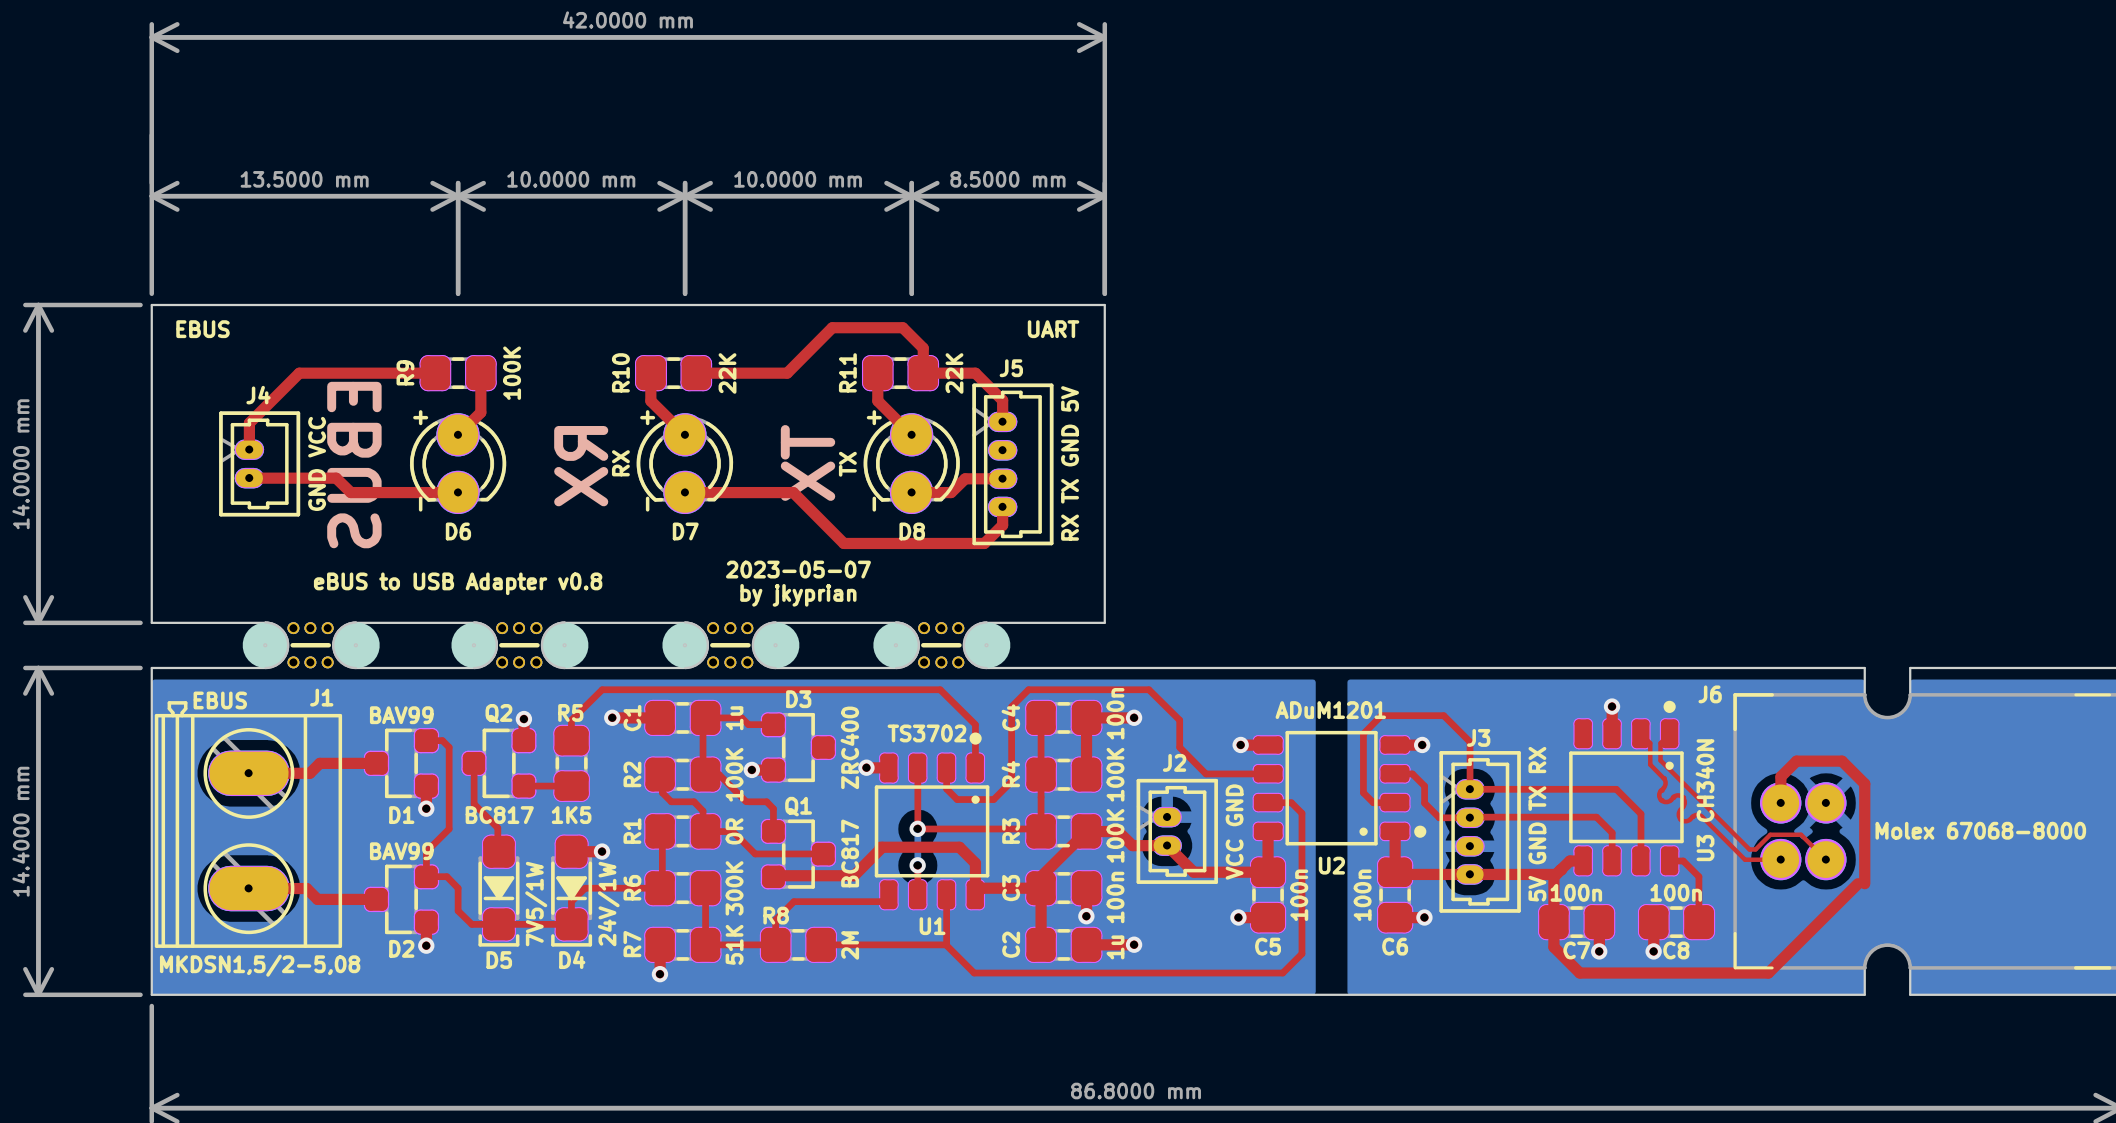 42.0000 mm
13.5000 mm
10.0000 mm
10.0000 mm
8.5000 mm
14.0000 mm
EBUS
UART
R9
100K
R10
22K
R11
22K
J4
J5
GND VCC
EBUS
+
-
D6
RX
RX
+
-
D7
TX
TX
+
-
D8
RX TX GND 5V
eBUS to USB Adapter v0.8
2023-05-07
by jkyprian
14.4000 mm
EBUS
J1
MKDSN1,5/2-5,08
BAV99
D1
BAV99
D2
Q2
BC817
R5
1K5
D5
7V5/1W
D4
24V/1W
C1
1u
R2
100K
R1
0R
R6
300K
R7
51K
D3
ZRC400
Q1
BC817
R8
2M
TS3702
U1
C4
100n
R4
100K
R3
100K
C3
100n
C2
1u
J2
VCC GND
ADuM1201
U2
C5
100n
C6
100n
J3
5V GND TX RX
U3 CH340N
100n
C7
100n
C8
J6
Molex 67068-8000
86.8000 mm